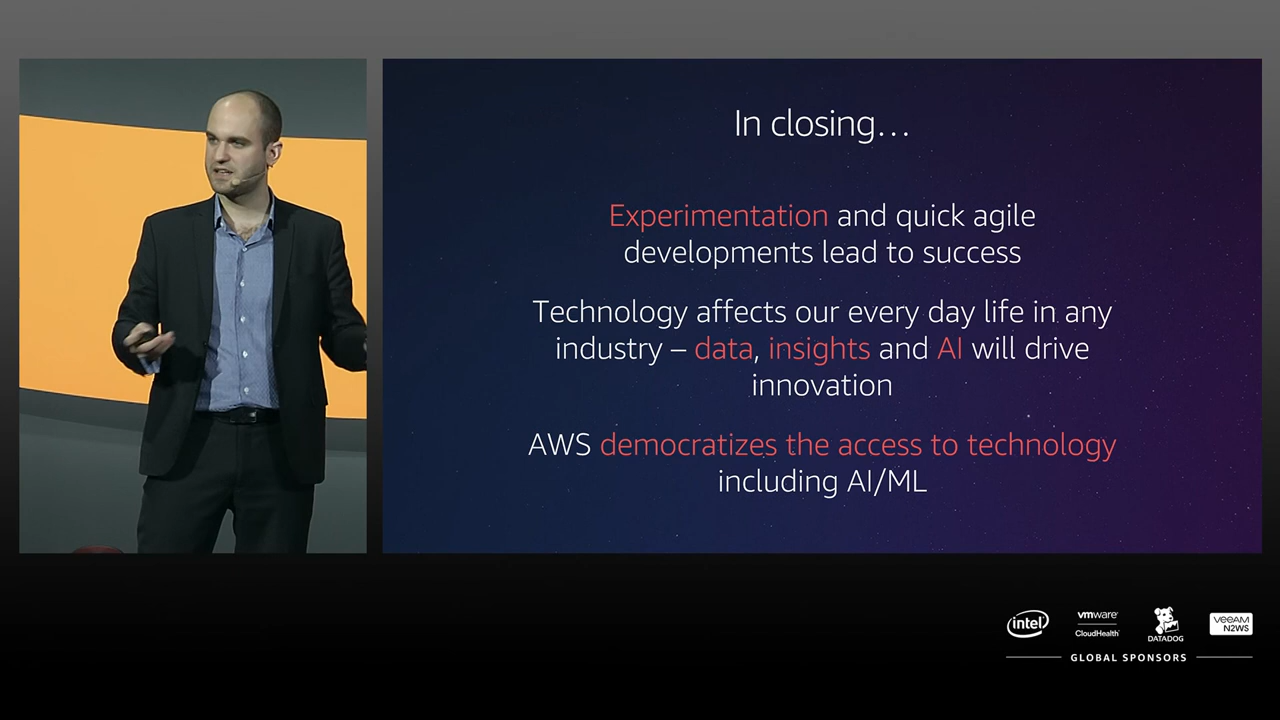 In closing...
Experimentation and quick agile
developments lead to success
Technology affects our every day life in any
industry – data, insights and AI will drive
innovation
AWS democratizes the access to technology
including AI/ML
intel
vmware
CloudHealth
DATADOG
veeam
N2WS
GLOBAL SPONSORS